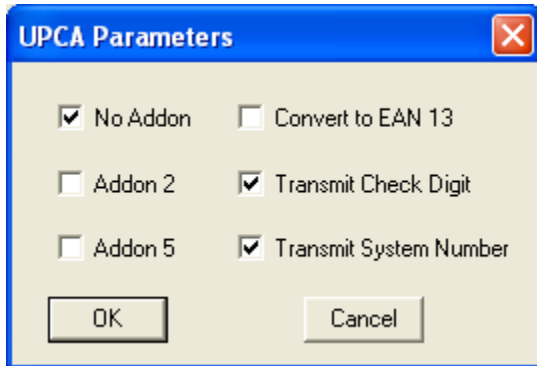 UPCA Parameters
No Addon
Convert to EAN 13
Addon 2
Transmit Check Digit
Addon 5
Transmit System Number
OK
Cancel